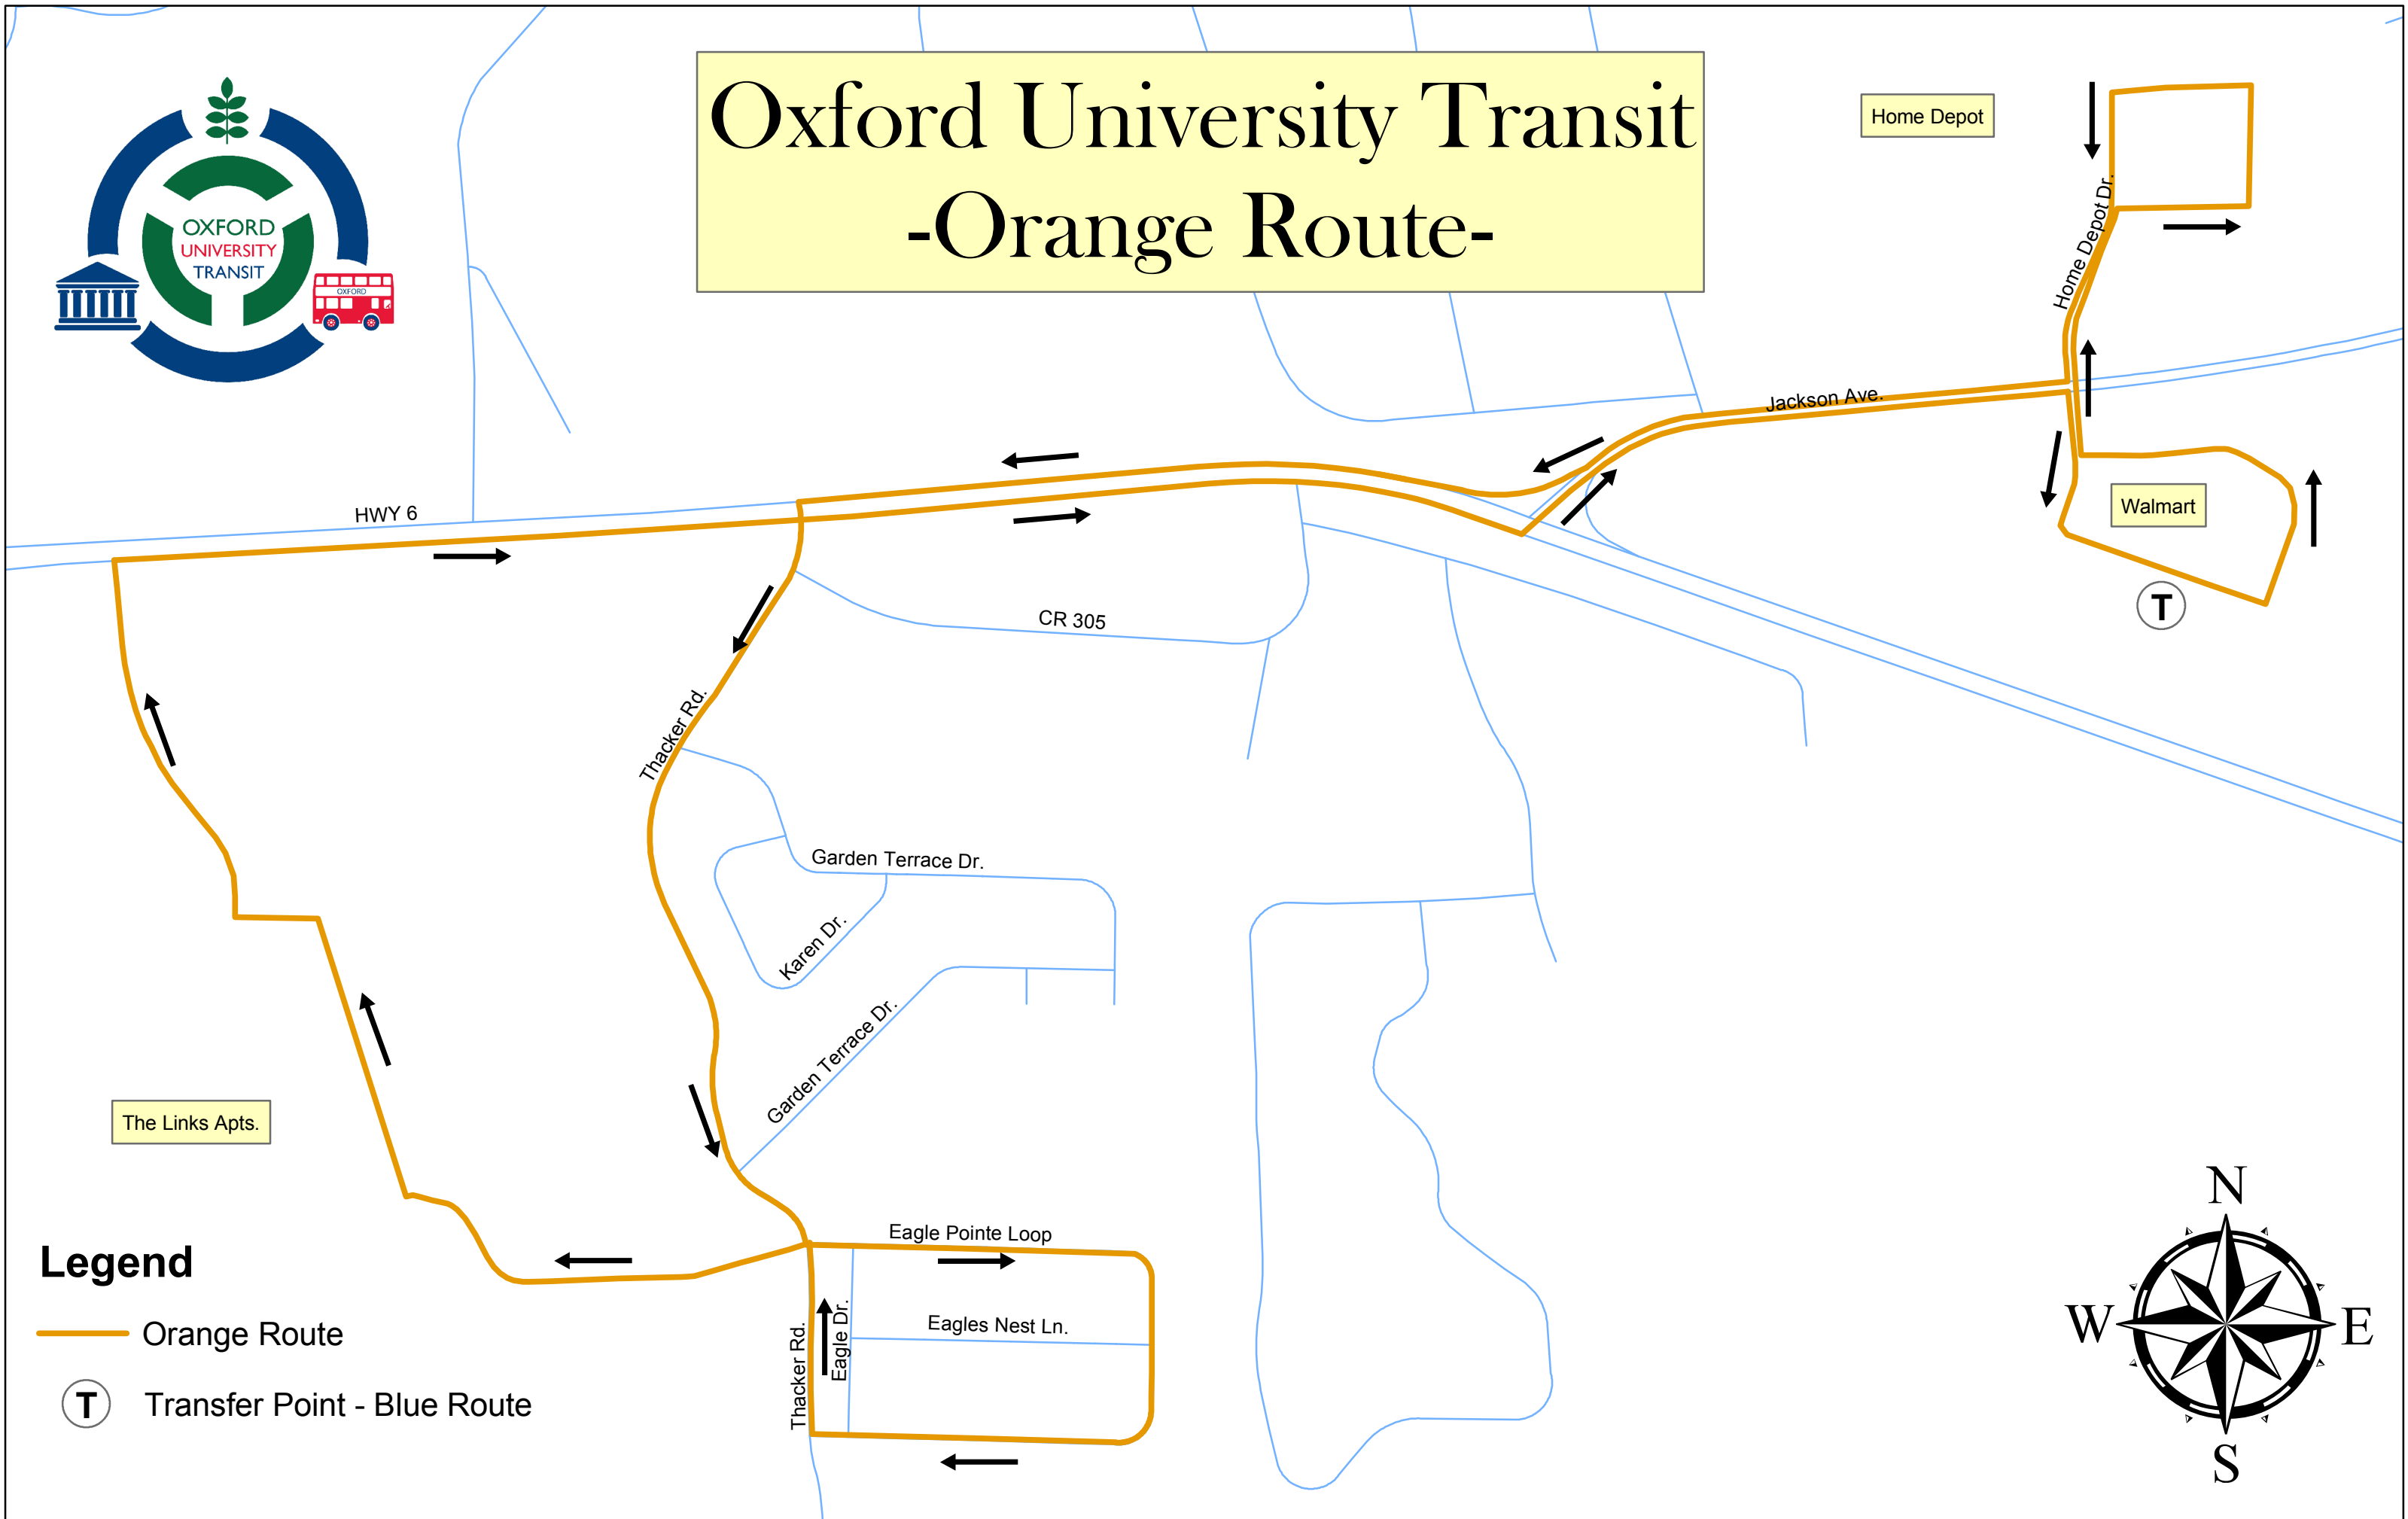 Oxford University Transit
-Orange Route-
OXFORD
UNIVERSITY
TRANSIT
OXFORD
Home Depot
Home Depot Dr.
Jackson Ave.
HWY 6
Walmart
T
CR 305
Thacker Rd.
Garden Terrace Dr.
Karen Dr.
Garden Terrace Dr.
The Links Apts.
Eagle Pointe Loop
Eagles Nest Ln.
Eagle Dr.
Thacker Rd.
Legend
Orange Route
T Transfer Point - Blue Route
N
W E
S